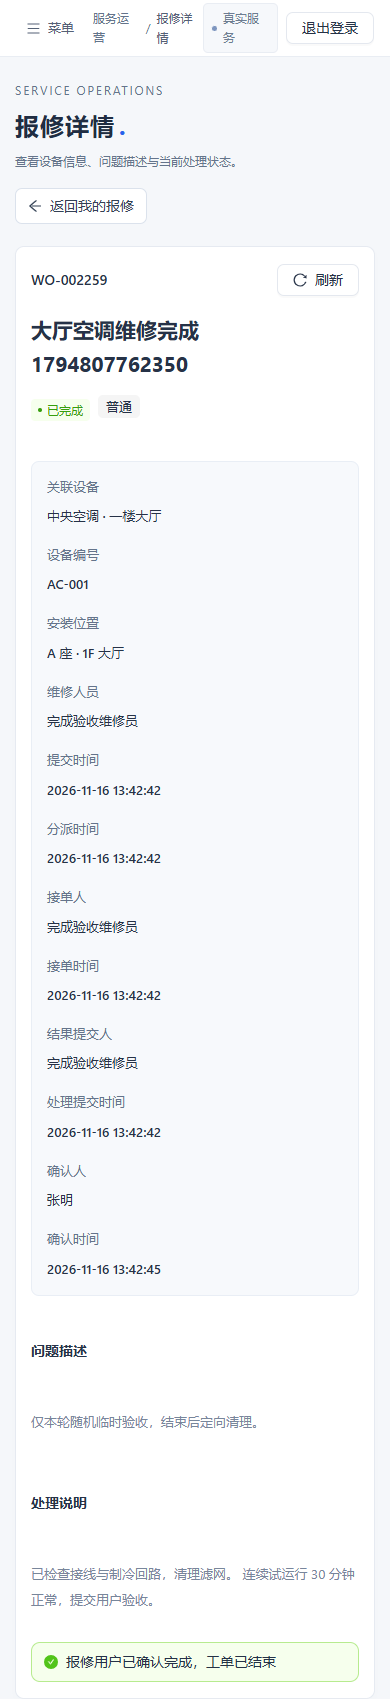 菜单
服务运营
/
报修详情
真实服务
退出登录
SERVICE OPERATIONS
报修详情.
查看设备信息、问题描述与当前处理状态。
返回我的报修
WO-002259
刷新
大厅空调维修完成
1794807762350
已完成
普通
关联设备
中央空调 · 一楼大厅
设备编号
AC-001
安装位置
A 座 · 1F 大厅
维修人员
完成验收维修员
提交时间
2026-11-16 13:42:42
分派时间
2026-11-16 13:42:42
接单人
完成验收维修员
接单时间
2026-11-16 13:42:42
结果提交人
完成验收维修员
处理提交时间
2026-11-16 13:42:42
确认人
张明
确认时间
2026-11-16 13:42:45
问题描述
仅本轮随机临时验收，结束后定向清理。
处理说明
已检查接线与制冷回路，清理滤网。 连续试运行 30 分钟
正常，提交用户验收。
报修用户已确认完成，工单已结束